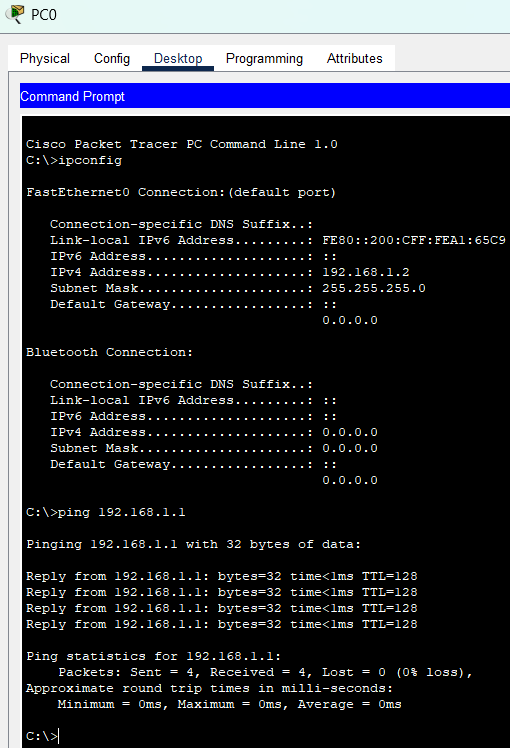 PC0
Physical Config Desktop Programming Attributes
Command Prompt
Cisco Packet Tracer PC Command Line 1.0
C:\>ipconfig
FastEthernet0 Connection:(default port)
Connection-specific DNS Suffix..:
Link-local IPv6 Address.........: FE80::200:CFF:FEA1:65C9
IPv6 Address....................: ::
IPv4 Address....................: 192.168.1.2
Subnet Mask.....................: 255.255.255.0
Default Gateway.................: ::
0.0.0.0
Bluetooth Connection:
Connection-specific DNS Suffix..:
Link-local IPv6 Address.........: ::
IPv6 Address....................: ::
IPv4 Address....................: 0.0.0.0
Subnet Mask.....................: 0.0.0.0
Default Gateway.................: ::
0.0.0.0
C:\>ping 192.168.1.1
Pinging 192.168.1.1 with 32 bytes of data:
Reply from 192.168.1.1: bytes=32 time<1ms TTL=128
Reply from 192.168.1.1: bytes=32 time<1ms TTL=128
Reply from 192.168.1.1: bytes=32 time<1ms TTL=128
Reply from 192.168.1.1: bytes=32 time<1ms TTL=128
Ping statistics for 192.168.1.1:
Packets: Sent = 4, Received = 4, Lost = 0 (0% loss),
Approximate round trip times in milli-seconds:
Minimum = 0ms, Maximum = 0ms, Average = 0ms
C:\>